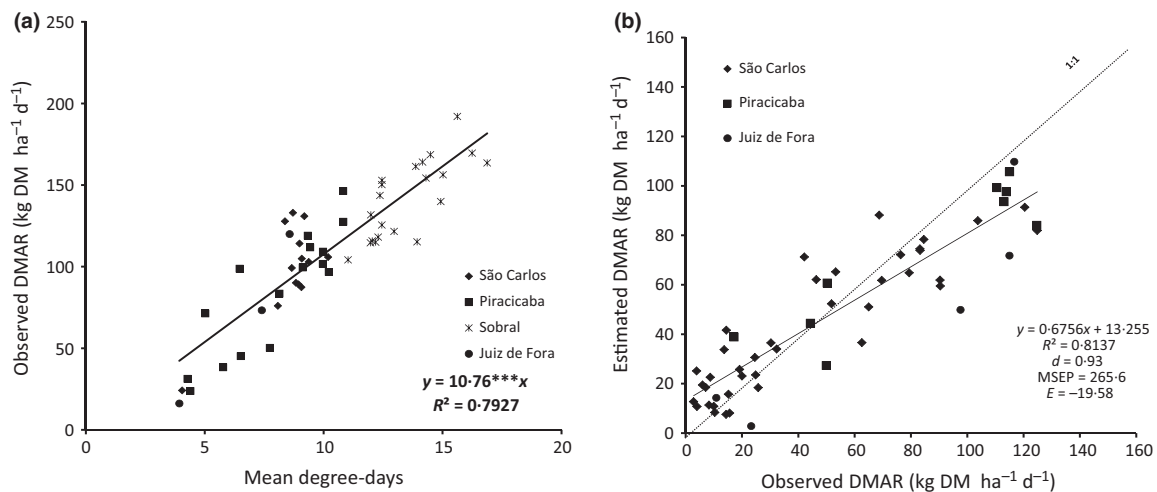 (a)
250
200
150
100
50
0
Observed DMAR (kg DM ha⁻¹ d⁻¹)
São Carlos
Piracicaba
Sobral
Juiz de Fora
y = 10·76***x
R² = 0·7927
0 5 10 15 20
Mean degree-days
(b)
160
140
120
100
80
60
40
20
0
Estimated DMAR (kg DM ha⁻¹ d⁻¹)
São Carlos
Piracicaba
Juiz de Fora
1:1
y = 0·6756x + 13·255
R² = 0·8137
d = 0·93
MSEP = 265·6
E = –19·58
0 20 40 60 80 100 120 140 160
Observed DMAR (kg DM ha⁻¹ d⁻¹)